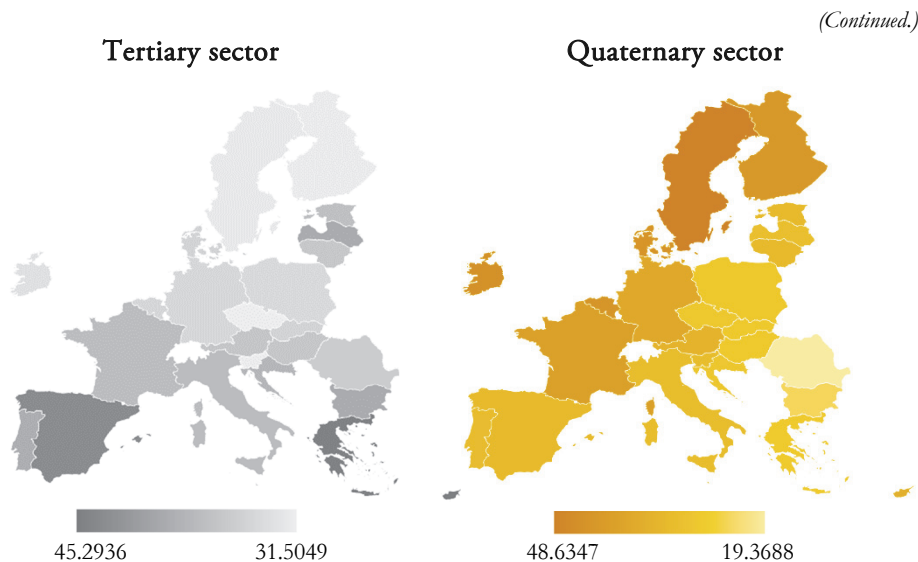 (Continued.)
Tertiary sector
Quaternary sector
45.2936 31.5049
48.6347 19.3688